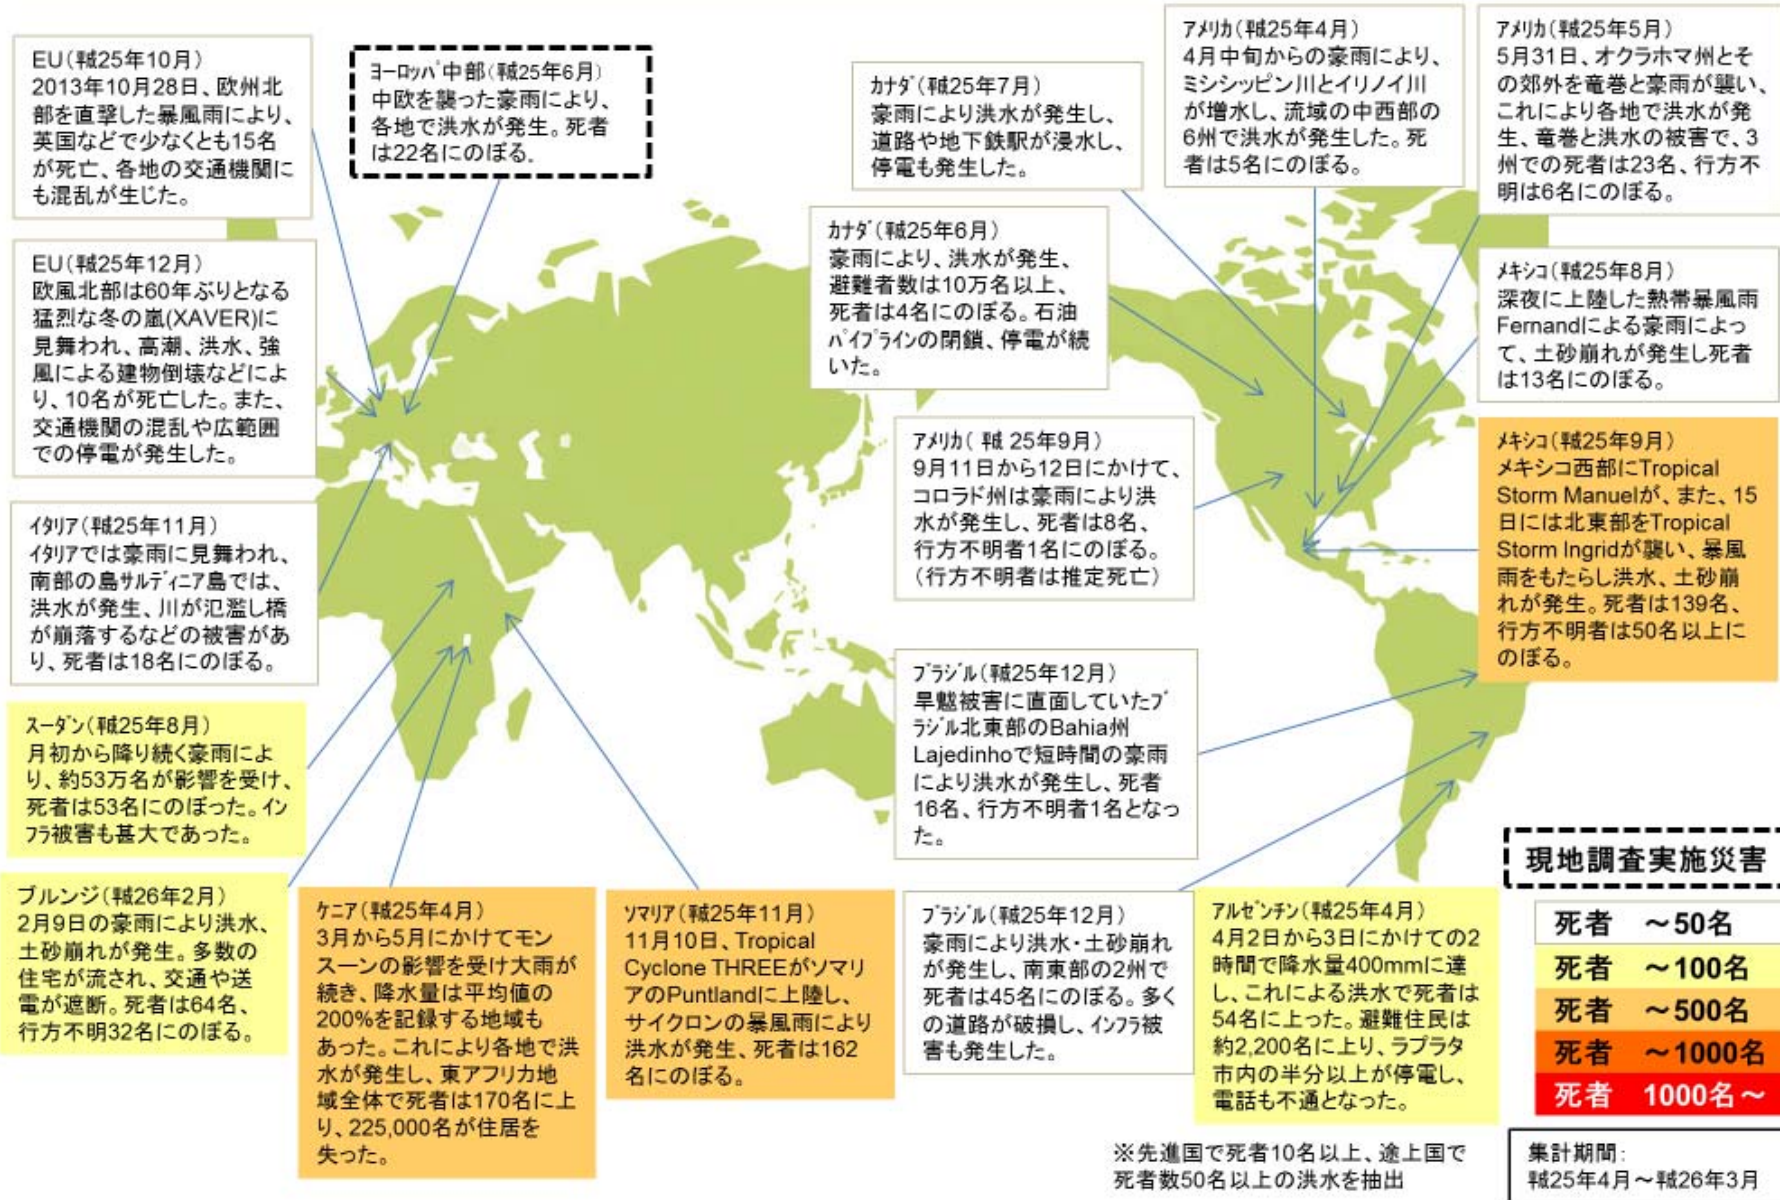 EU(平成25年10月)
2013年10月28日、欧州北
部を直撃した暴風雨により、
英国などで少なくとも15名
が死亡、各地の交通機関に
も混乱が生じた。
ヨーロッパ中部(平成25年6月)
中欧を襲った豪雨により、
各地で洪水が発生。死者
は22名にのぼる.
カナダ(平成25年7月)
豪雨により洪水が発生し、
道路や地下鉄駅が浸水し、
停電も発生した。
アメリカ(平成25年4月)
4月中旬からの豪雨により、
ミシシッピン川とイリノイ川
が増水し、流域の中西部の
6州で洪水が発生した。死
者は5名にのぼる。
アメリカ(平成25年5月)
5月31日、オクラホマ州とそ
の郊外を竜巻と豪雨が襲い、
これにより各地で洪水が発
生、竜巻と洪水の被害で、3
州での死者は23名、行方不
明は6名にのぼる。
EU(平成25年12月)
欧風北部は60年ぶりとなる
猛烈な冬の嵐(XAVER)に
見舞われ、高潮、洪水、強
風による建物倒壊などによ
り、10名が死亡した。また、
交通機関の混乱や広範囲
での停電が発生した。
カナダ(平成25年6月)
豪雨により、洪水が発生、
避難者数は10万名以上、
死者は4名にのぼる。石油
パイプラインの閉鎖、停電が続
いた。
メキシコ(平成25年8月)
深夜に上陸した熱帯暴風雨
Fernandによる豪雨によっ
て、土砂崩れが発生し死者
は13名にのぼる。
アメリカ( 平成 25年9月)
9月11日から12日にかけて、
コロラド州は豪雨により洪
水が発生し、死者は8名、
行方不明者1名にのぼる。
(行方不明者は推定死亡)
メキシコ(平成25年9月)
メキシコ西部にTropical
Storm Manuelが、また、15
日には北東部をTropical
Storm Ingridが襲い、暴風
雨をもたらし洪水、土砂崩
れが発生。死者は139名、
行方不明者は50名以上に
のぼる。
イタリア(平成25年11月)
イタリアでは豪雨に見舞われ、
南部の島サルディニア島では、
洪水が発生、川が氾濫し橋
が崩落するなどの被害があ
り、死者は18名にのぼる。
ブラジル(平成25年12月)
旱魃被害に直面していたブ
ラジル北東部のBahia州
Lajedinhoで短時間の豪雨
により洪水が発生し、死者
16名、行方不明者1名となっ
た。
スーダン(平成25年8月)
月初から降り続く豪雨によ
り、約53万名が影響を受け、
死者は53名にのぼった。イン
フラ被害も甚大であった。
ブルンジ(平成26年2月)
2月9日の豪雨により洪水、
土砂崩れが発生。多数の
住宅が流され、交通や送
電が遮断。死者は64名、
行方不明32名にのぼる。
ケニア(平成25年4月)
3月から5月にかけてモン
スーンの影響を受け大雨が
続き、降水量は平均値の
200%を記録する地域も
あった。これにより各地で洪
水が発生し、東アフリカ地
域全体で死者は170名に上
り、225,000名が住居を
失った。
ソマリア(平成25年11月)
11月10日、Tropical
Cyclone THREEがソマリ
アのPuntlandに上陸し、
サイクロンの暴風雨により
洪水が発生、死者は162
名にのぼる。
ブラジル(平成25年12月)
豪雨により洪水・土砂崩れ
が発生し、南東部の2州で
死者は45名にのぼる。多く
の道路が破損し、インフラ被
害も発生した。
アルゼンチン(平成25年4月)
4月2日から3日にかけての2
時間で降水量400mmに達
し、これによる洪水で死者は
54名に上った。避難住民は
約2,200名に上り、ラプラタ
市内の半分以上が停電し、
電話も不通となった。
現地調査実施災害
死者 ～50名
死者 ～100名
死者 ～500名
死者 ～1000名
死者 1000名～
※先進国で死者10名以上、途上国で
死者数50名以上の洪水を抽出
集計期間:
平成25年4月～平成26年3月